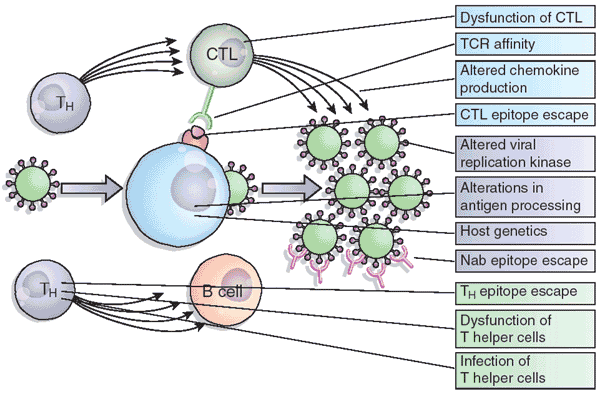 Dysfunction of CTL
CTL
TCR affinity
Altered chemokine
production
TH
CTL epitope escape
Altered viral
replication kinase
Alterations in
antigen processing
Host genetics
Nab epitope escape
TH
B cell
TH epitope escape
Dysfunction of
T helper cells
Infection of
T helper cells